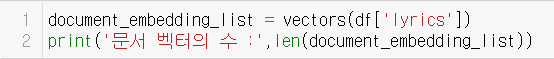 1 document_embedding_list = vectors(df['lyrics'])
2 print('문서 벡터의 수 :',len(document_embedding_list))